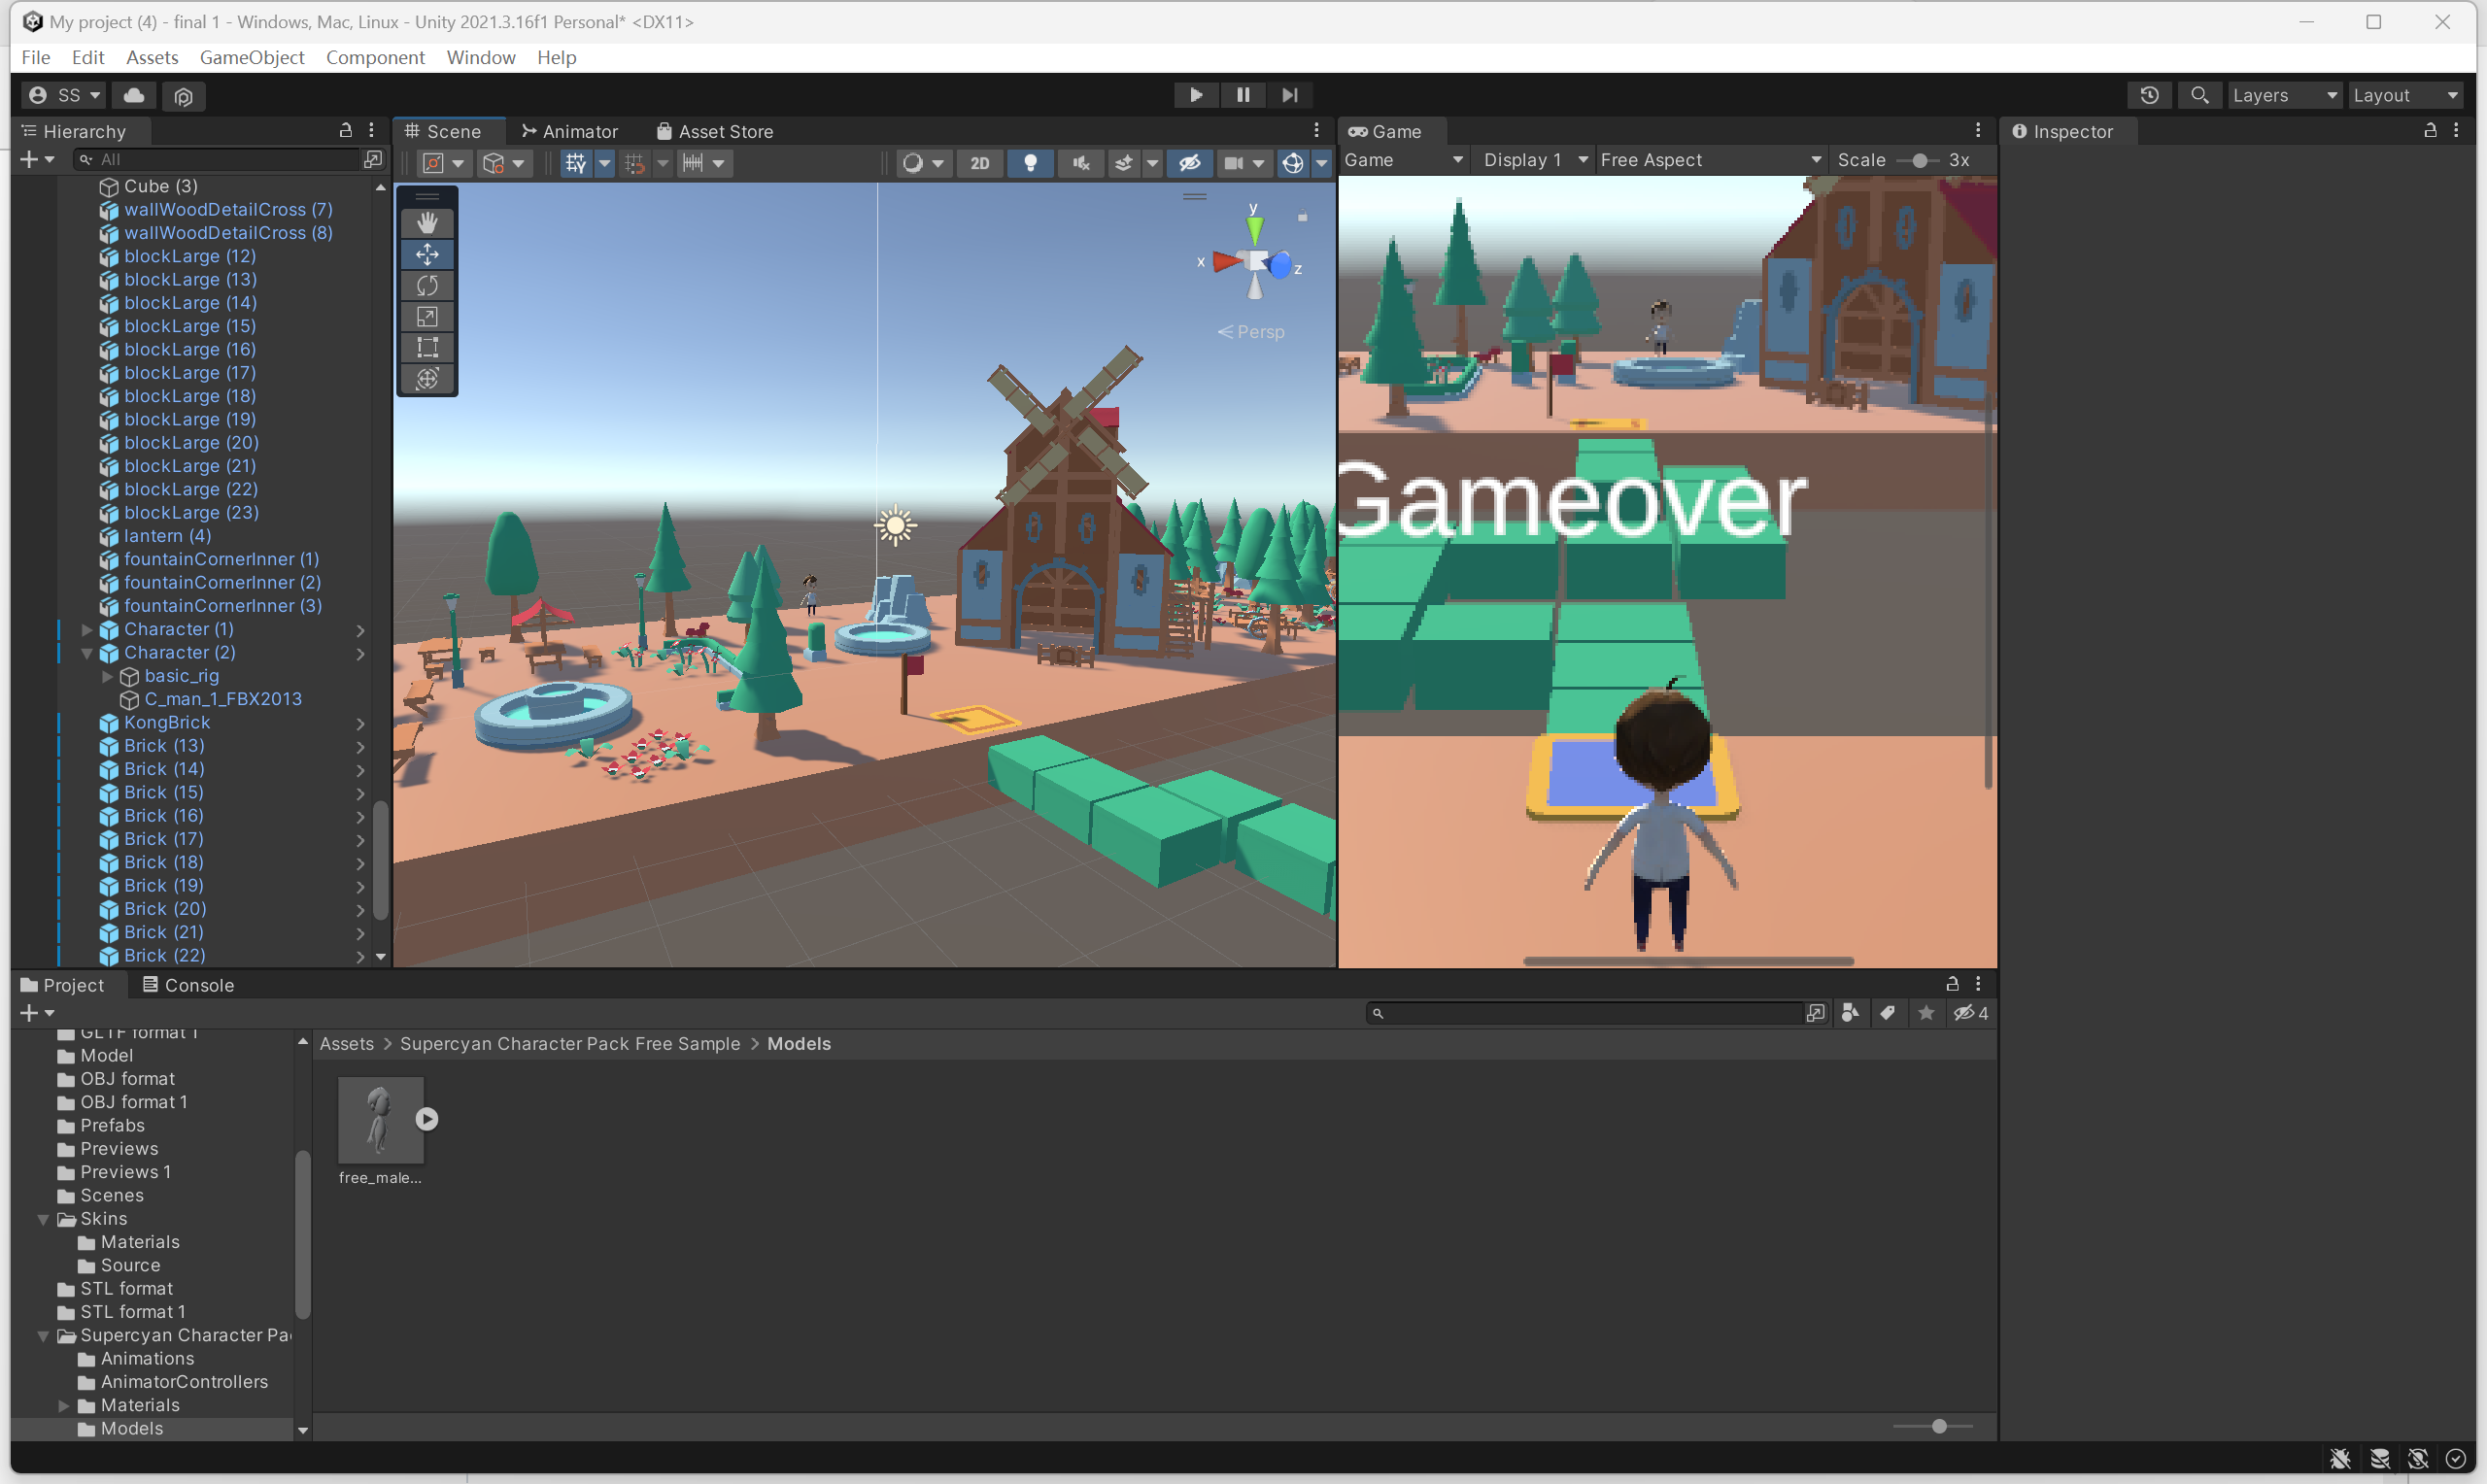 My project (4) - final 1 - Windows, Mac, Linux - Unity 2021.3.16f1 Personal* <DX11>
File Edit Assets GameObject Component Window Help
SS
Layers Layout
Hierarchy
Scene Animator Asset Store
Game
Inspector
All
2D
Game Display 1 Free Aspect Scale 3x
Cube (3)
wallWoodDetailCross (7)
wallWoodDetailCross (8)
blockLarge (12)
blockLarge (13)
blockLarge (14)
blockLarge (15)
blockLarge (16)
blockLarge (17)
blockLarge (18)
blockLarge (19)
blockLarge (20)
blockLarge (21)
blockLarge (22)
blockLarge (23)
lantern (4)
fountainCornerInner (1)
fountainCornerInner (2)
fountainCornerInner (3)
Character (1)
Character (2)
basic_rig
C_man_1_FBX2013
KongBrick
Brick (13)
Brick (14)
Brick (15)
Brick (16)
Brick (17)
Brick (18)
Brick (19)
Brick (20)
Brick (21)
Brick (22)
y
x
z
Persp
Gameover
Project Console
4
GLTF format 1
Model
OBJ format
OBJ format 1
Prefabs
Previews
Previews 1
Scenes
Skins
Materials
Source
STL format
STL format 1
Supercyan Character Pa
Animations
AnimatorControllers
Materials
Models
Assets > Supercyan Character Pack Free Sample > Models
free_male...